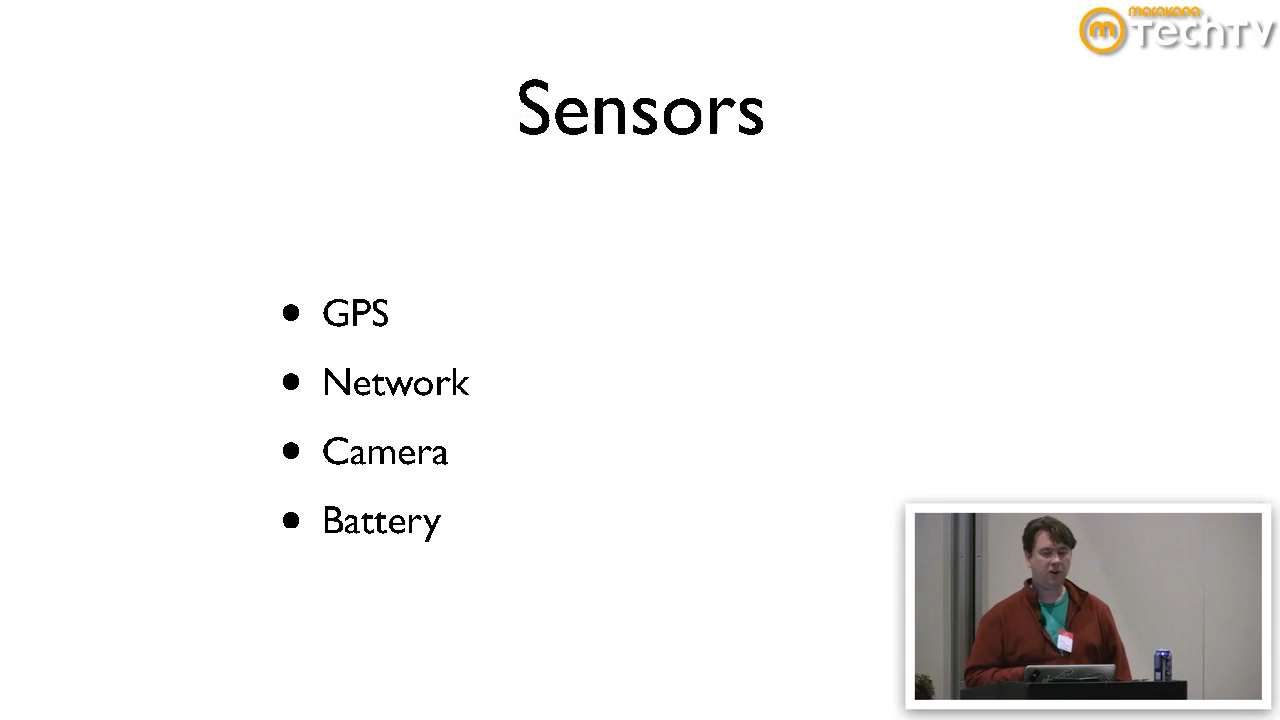 marakana
m TechTV
Sensors
• GPS
• Network
• Camera
• Battery